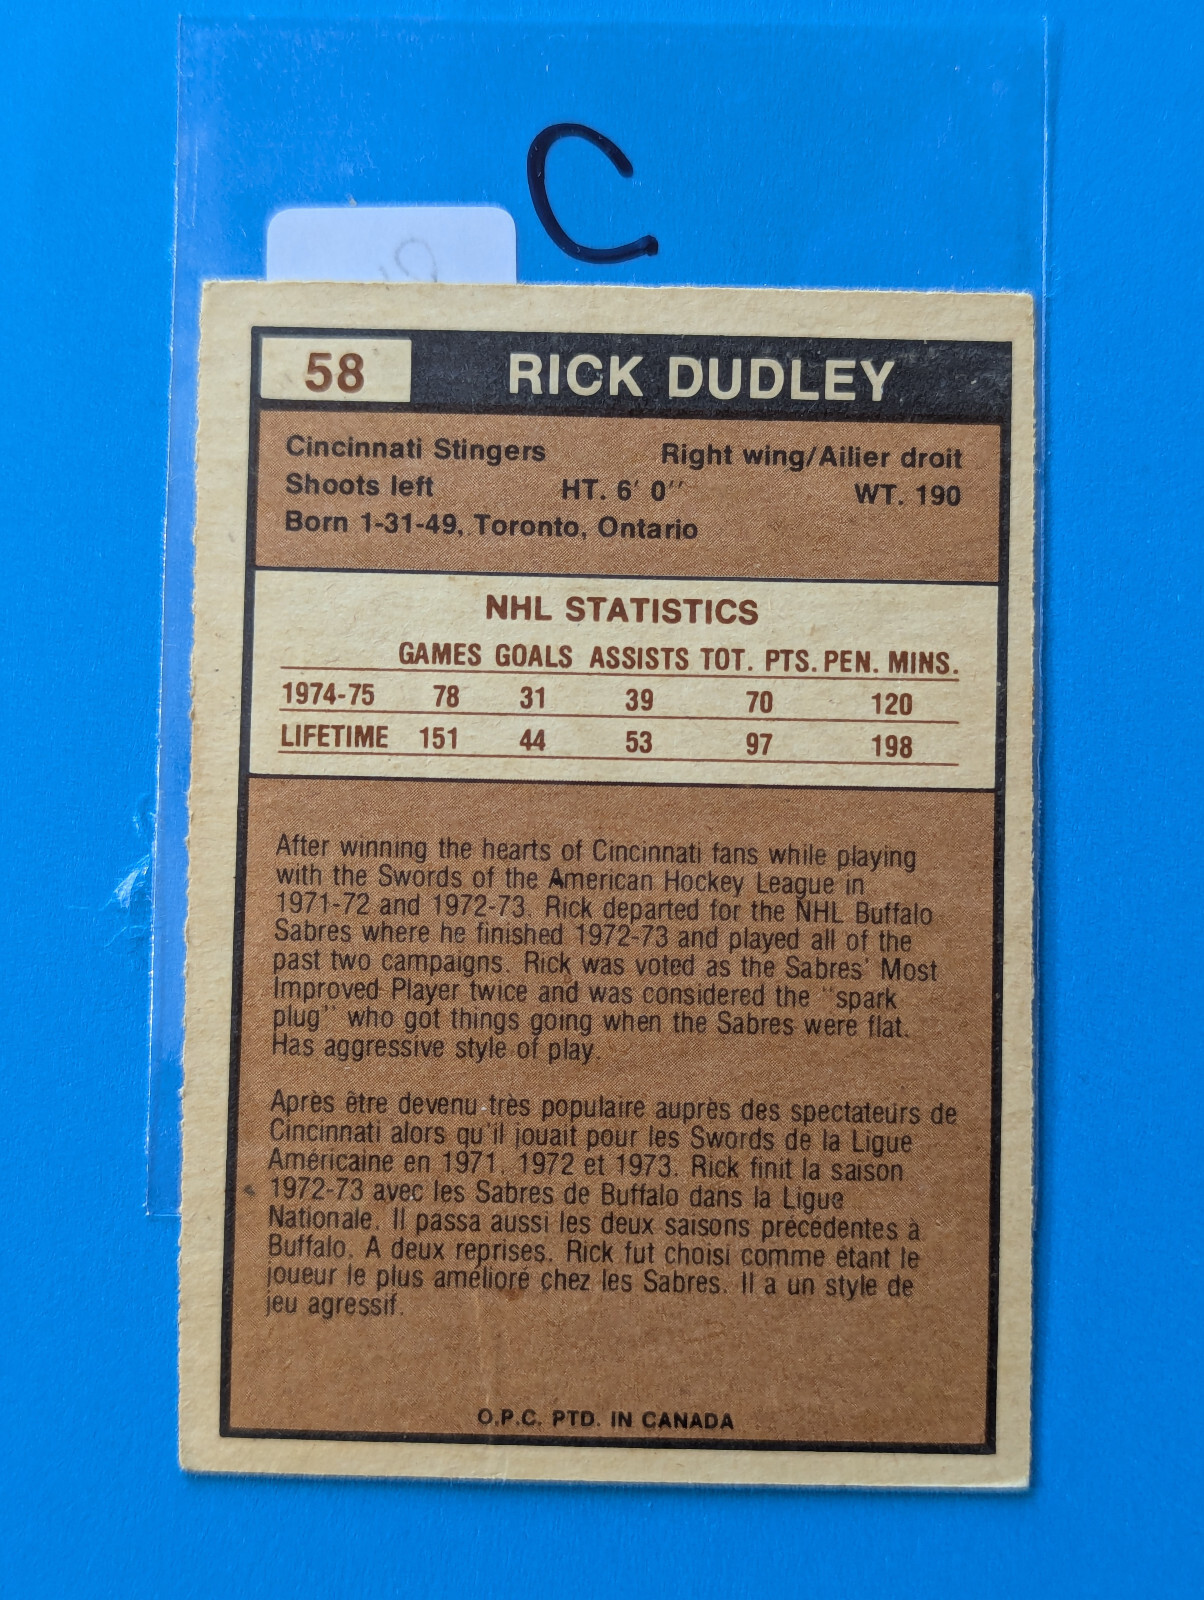 C
58 RICK DUDLEY
Cincinnati Stingers Right wing/Ailier droit
Shoots left HT. 6' 0'' WT. 190
Born 1-31-49, Toronto, Ontario
NHL STATISTICS
GAMES GOALS ASSISTS TOT. PTS. PEN. MINS.
1974-75 78 31 39 70 120
LIFETIME 151 44 53 97 198
After winning the hearts of Cincinnati fans while playing
with the Swords of the American Hockey League in
1971-72 and 1972-73. Rick departed for the NHL Buffalo
Sabres where he finished 1972-73 and played all of the
past two campaigns. Rick was voted as the Sabres' Most
Improved Player twice and was considered the "spark
plug" who got things going when the Sabres were flat.
Has aggressive style of play.
Après être devenu très populaire auprès des spectateurs de
Cincinnati alors qu'il jouait pour les Swords de la Ligue
Américaine en 1971, 1972 et 1973. Rick finit la saison
1972-73 avec les Sabres de Buffalo dans la Ligue
Nationale. Il passa aussi les deux saisons précédentes à
Buffalo. A deux reprises. Rick fut choisi comme étant le
joueur le plus amélioré chez les Sabres. Il a un style de
jeu agressif.
O.P.C. PTD. IN CANADA